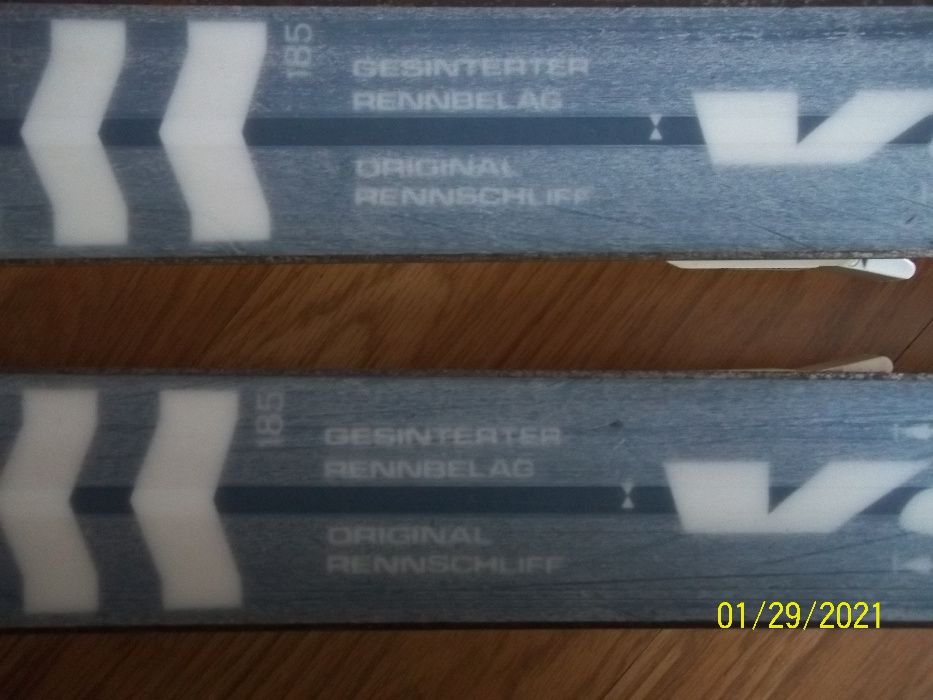 185
GESINTERTER
RENNBELAG
ORIGINAL
RENNSCHLIFF
185
GESINTERTER
RENNBELAG
ORIGINAL
RENNSCHLIFF
01/29/2021